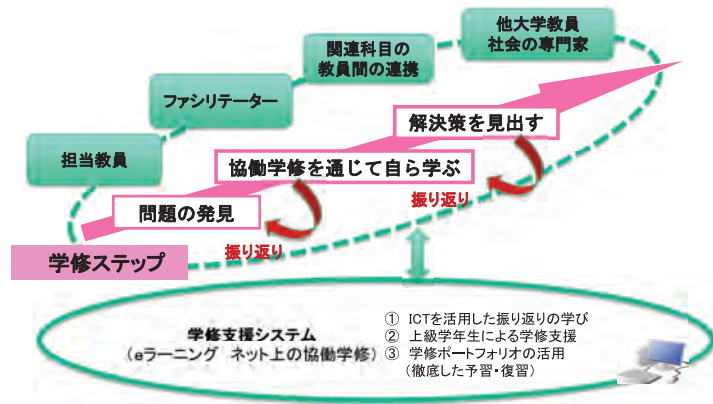 他大学教員
社会の専門家
関連科目の
教員間の連携
ファシリテーター
担当教員
解決策を見出す
協働学修を通じて自ら学ぶ
問題の発見
振り返り
振り返り
学修ステップ
学修支援システム
（eラーニング　ネット上の協働学修）
① ICTを活用した振り返りの学び
② 上級学年生による学修支援
③ 学修ポートフォリオの活用
（徹底した予習・復習）